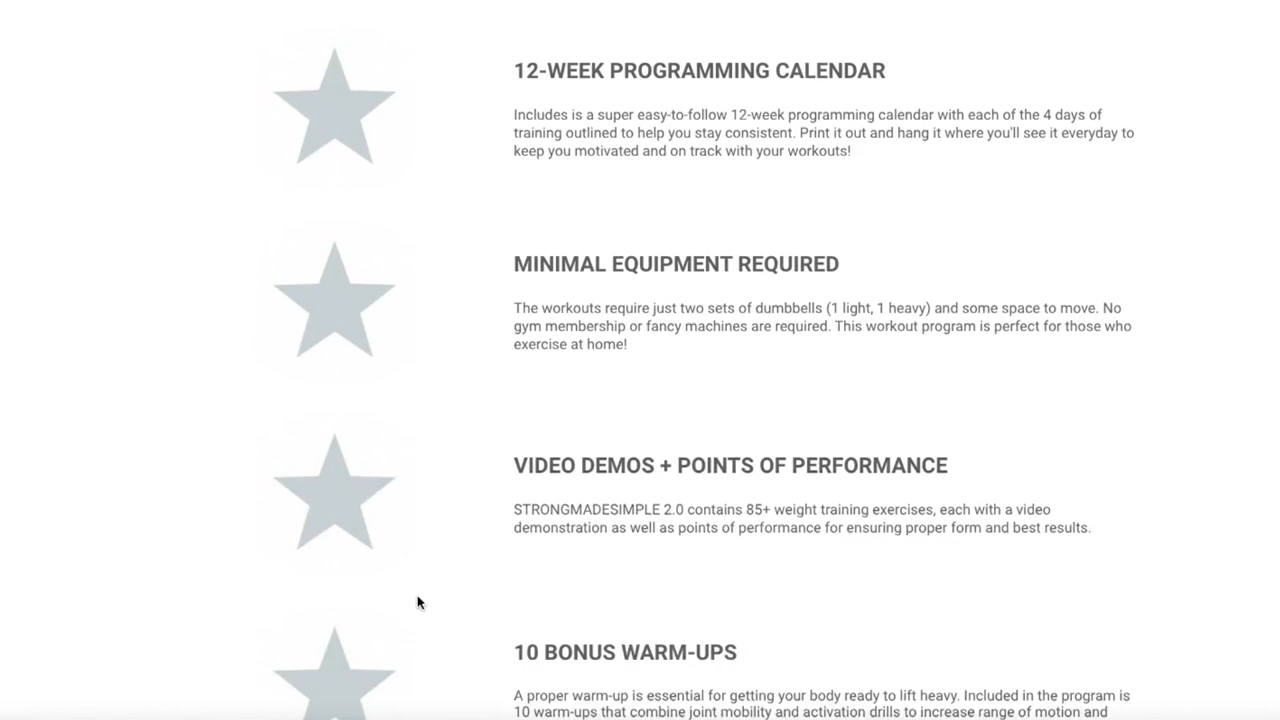 12-WEEK PROGRAMMING CALENDAR
Includes is a super easy-to-follow 12-week programming calendar with each of the 4 days of
training outlined to help you stay consistent. Print it out and hang it where you'll see it everyday to
keep you motivated and on track with your workouts!
MINIMAL EQUIPMENT REQUIRED
The workouts require just two sets of dumbbells (1 light, 1 heavy) and some space to move. No
gym membership or fancy machines are required. This workout program is perfect for those who
exercise at home!
VIDEO DEMOS + POINTS OF PERFORMANCE
STRONGMADESIMPLE 2.0 contains 85+ weight training exercises, each with a video
demonstration as well as points of performance for ensuring proper form and best results.
10 BONUS WARM-UPS
A proper warm-up is essential for getting your body ready to lift heavy. Included in the program is
10 warm-ups that combine joint mobility and activation drills to increase range of motion and